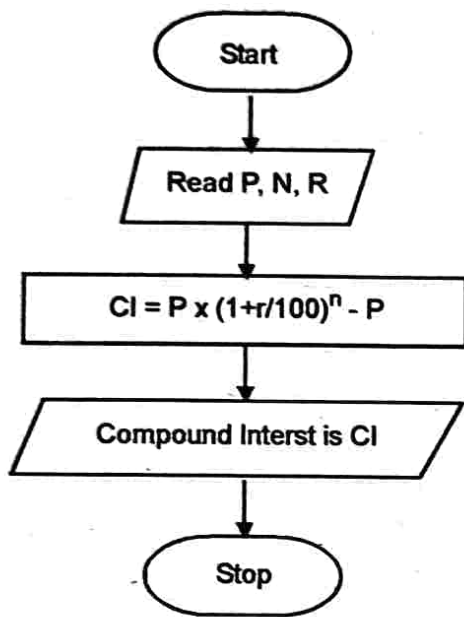 Start
Read P, N, R
CI = P x (1+r/100)ⁿ - P
Compound Interst is CI
Stop